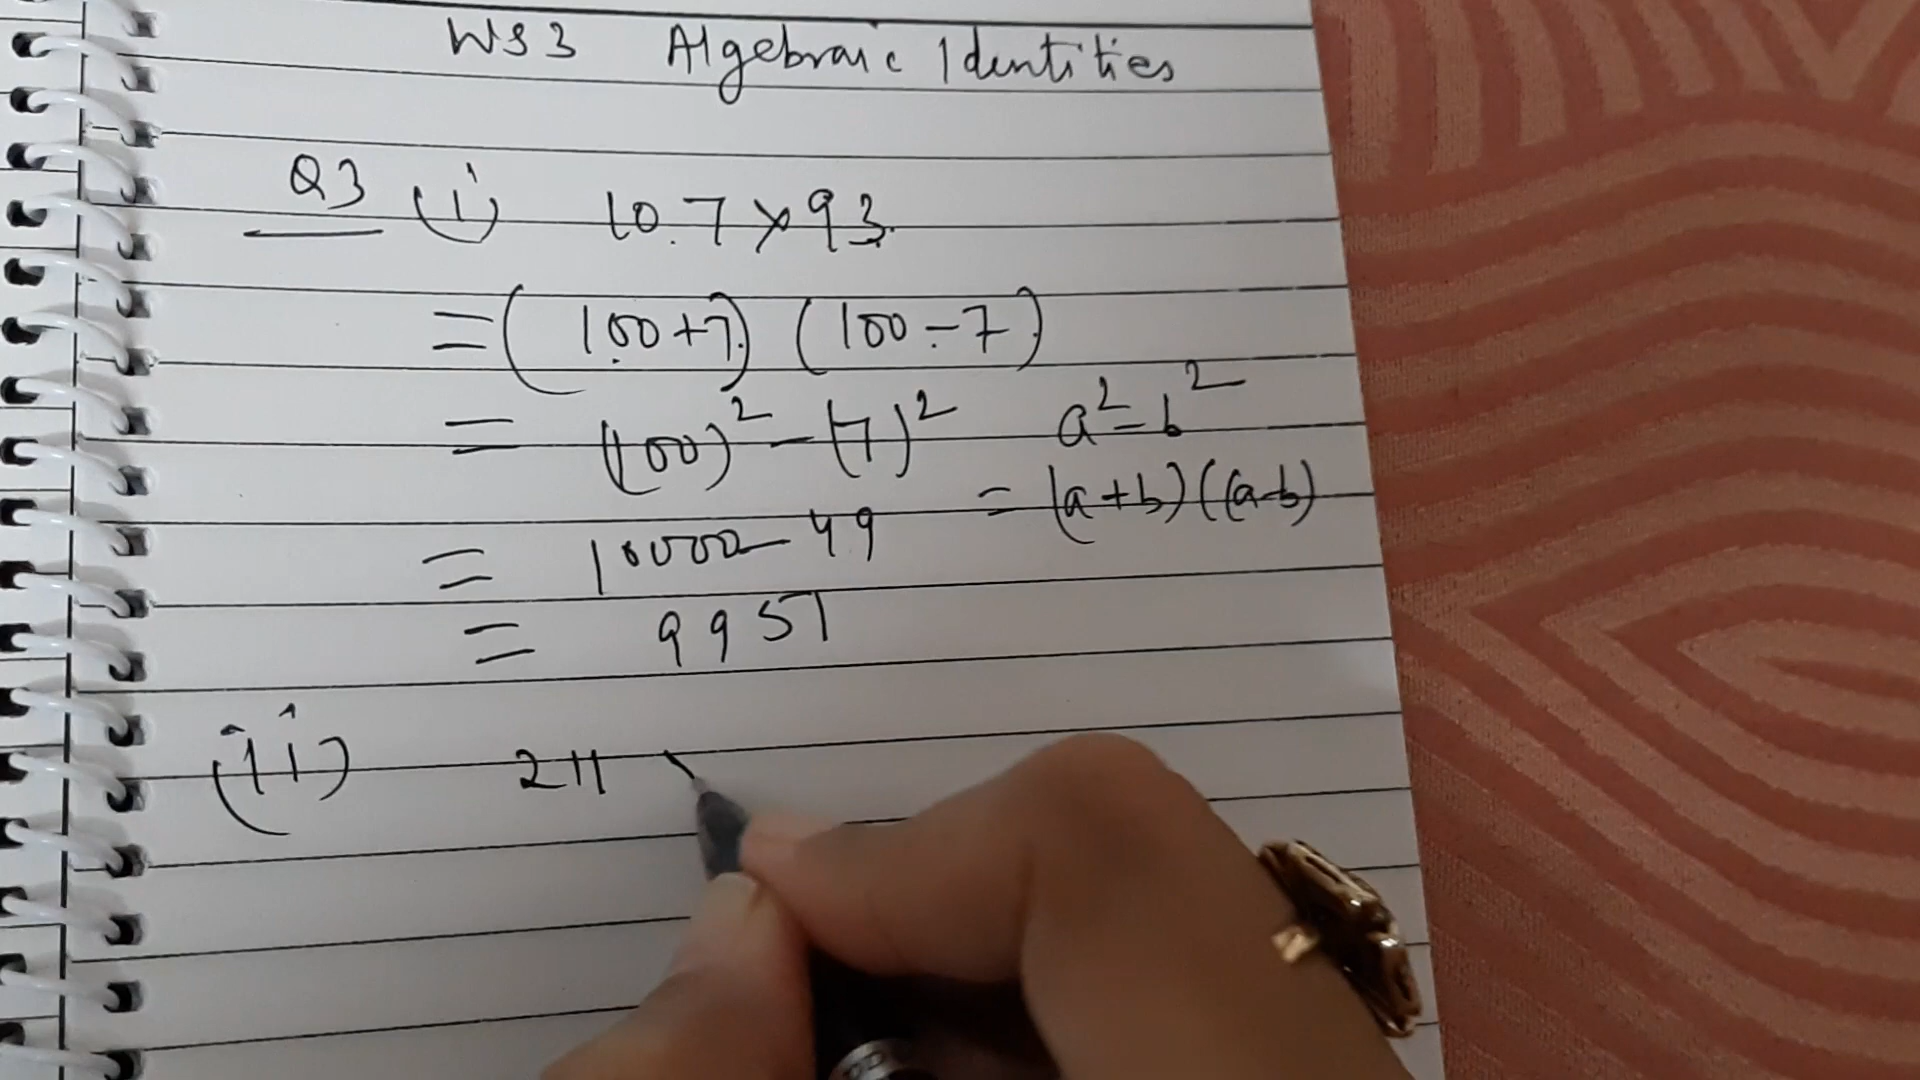 WS3 Algebraic Identities
Q3 (i) 10.7×93.
= (100+7) (100-7)
= (100)² - (7)² a²-b²
= 10000-49 = (a+b)((a-b)
= 9951
(ii) 211